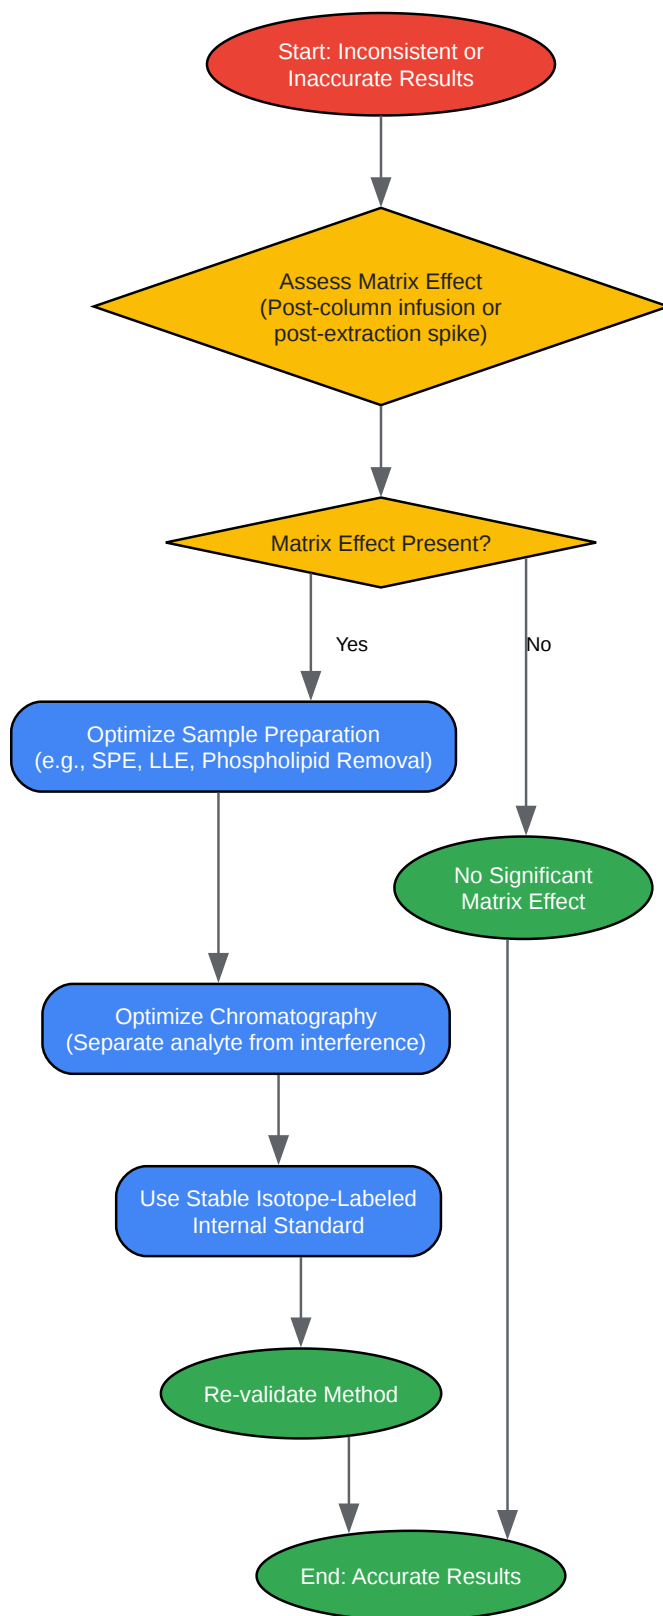 Start: Inconsistent or
Inaccurate Results
Assess Matrix Effect
(Post-column infusion or
post-extraction spike)
Matrix Effect Present?
Yes
No
Optimize Sample Preparation
(e.g., SPE, LLE, Phospholipid Removal)
No Significant
Matrix Effect
Optimize Chromatography
(Separate analyte from interference)
Use Stable Isotope-Labeled
Internal Standard
Re-validate Method
End: Accurate Results